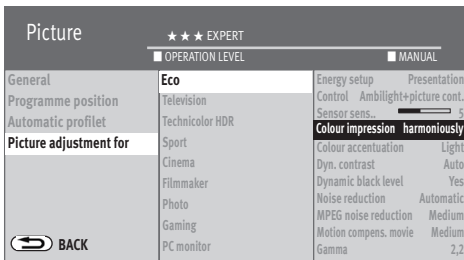 Picture
★ ★ ★ EXPERT
OPERATION LEVEL
MANUAL
General
Programme position
Automatic profilet
Picture adjustment for
BACK
Eco
Television
Technicolor HDR
Sport
Cinema
Filmmaker
Photo
Gaming
PC monitor
Energy setup Presentation
Control Ambilight+picture cont.
Sensor sens.. 5
Colour impression harmoniously
Colour accentuation Light
Dyn. contrast Auto
Dynamic black level Yes
Noise reduction Automatic
MPEG noise reduction Medium
Motion compens. movie Medium
Gamma 2,2